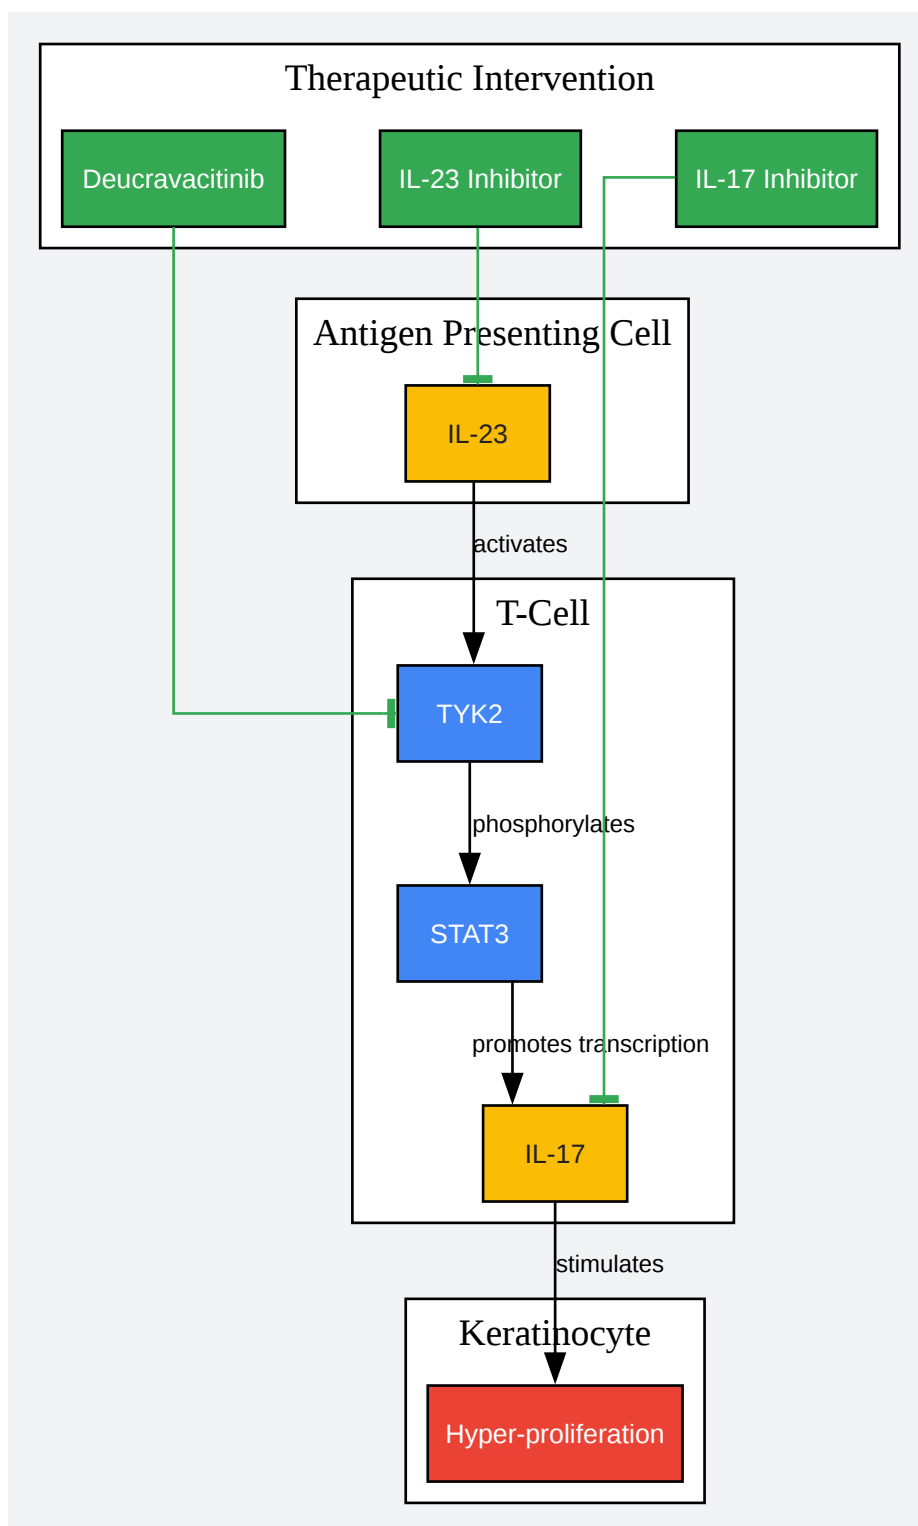 Therapeutic Intervention
Deucravacitinib
IL-23 Inhibitor
IL-17 Inhibitor
Antigen Presenting Cell
IL-23
activates
T-Cell
TYK2
phosphorylates
STAT3
promotes transcription
IL-17
stimulates
Keratinocyte
Hyper-proliferation